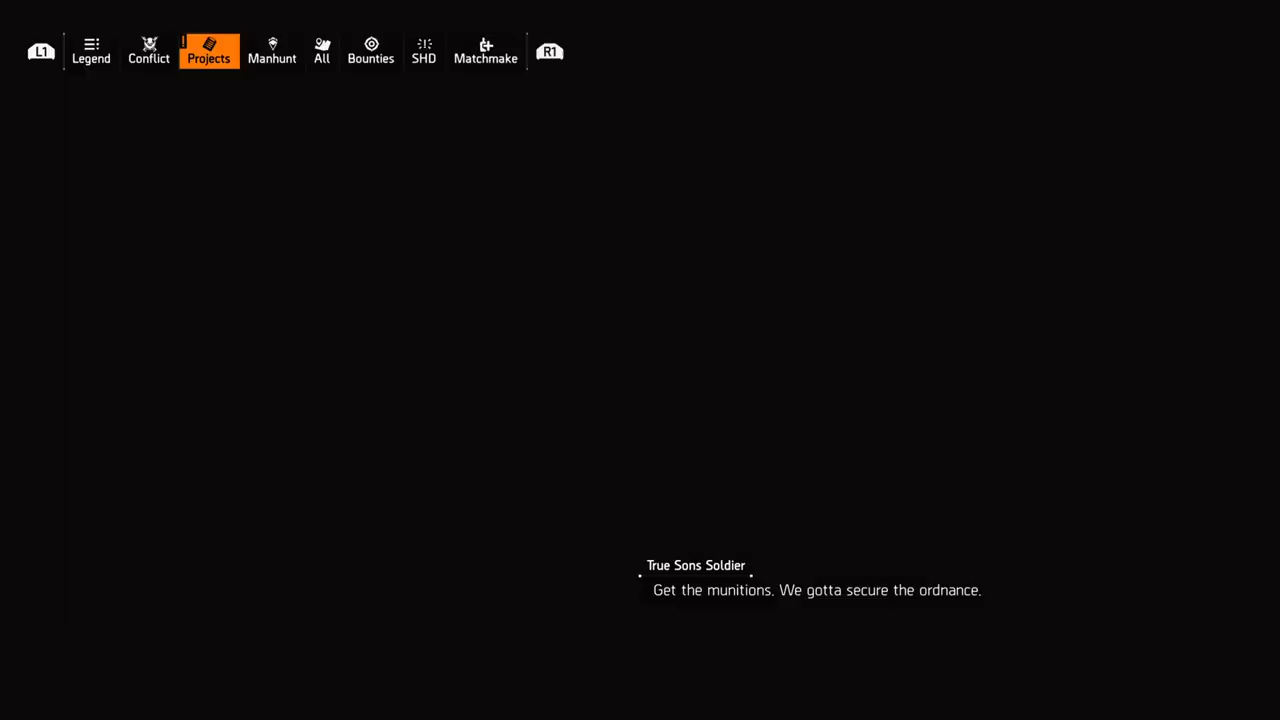 L1 Legend Conflict Projects Manhunt All Bounties SHD Matchmake R1
True Sons Soldier
Get the munitions. We gotta secure the ordnance.